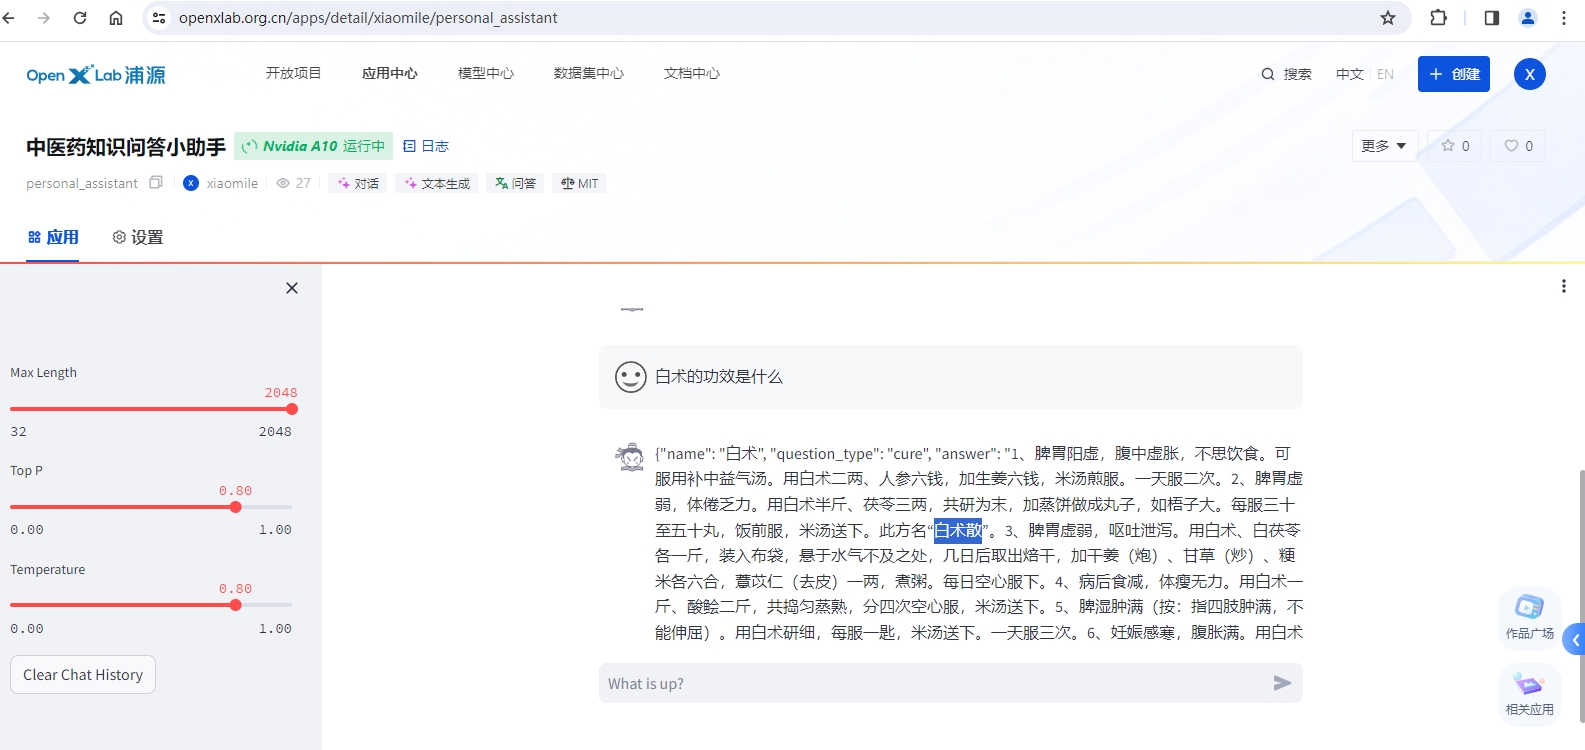 openxlab.org.cn/apps/detail/xiaomile/personal_assistant
Open X Lab 浦源
开放项目
应用中心
模型中心
数据集中心
文档中心
搜索
中文 | EN
+ 创建
X
中医药知识问答小助手
Nvidia A10 运行中
日志
更多
0
0
personal_assistant
x
xiaomile
27
对话
文本生成
问答
MIT
应用
设置
Max Length
2048
32
2048
Top P
0.80
0.00
1.00
Temperature
0.80
0.00
1.00
Clear Chat History
白术的功效是什么
{"name": "白术", "question_type": "cure", "answer": "1、脾胃阳虚，腹中虚胀，不思饮食。可
服用补中益气汤。用白术二两、人参六钱，加生姜六钱，米汤煎服。一天服二次。2、脾胃虚
弱，体倦乏力。用白术半斤、茯苓三两，共研为末，加蒸饼做成丸子，如梧子大。每服三十
至五十丸，饭前服，米汤送下。此方名“白术散”。3、脾胃虚弱，呕吐泄泻。用白术、白茯苓
各一斤，装入布袋，悬于水气不及之处，几日后取出焙干，加干姜（炮）、甘草（炒）、粳
米各六合，薏苡仁（去皮）一两，煮粥。每日空心服下。4、病后食减，体瘦无力。用白术一
斤、酸鲙二斤，共捣匀蒸熟，分四次空心服，米汤送下。5、脾湿肿满（按：指四肢肿满，不
能伸屈）。用白术研细，每服一匙，米汤送下。一天服三次。6、妊娠感寒，腹胀满。用白术
What is up?
作品广场
相关应用